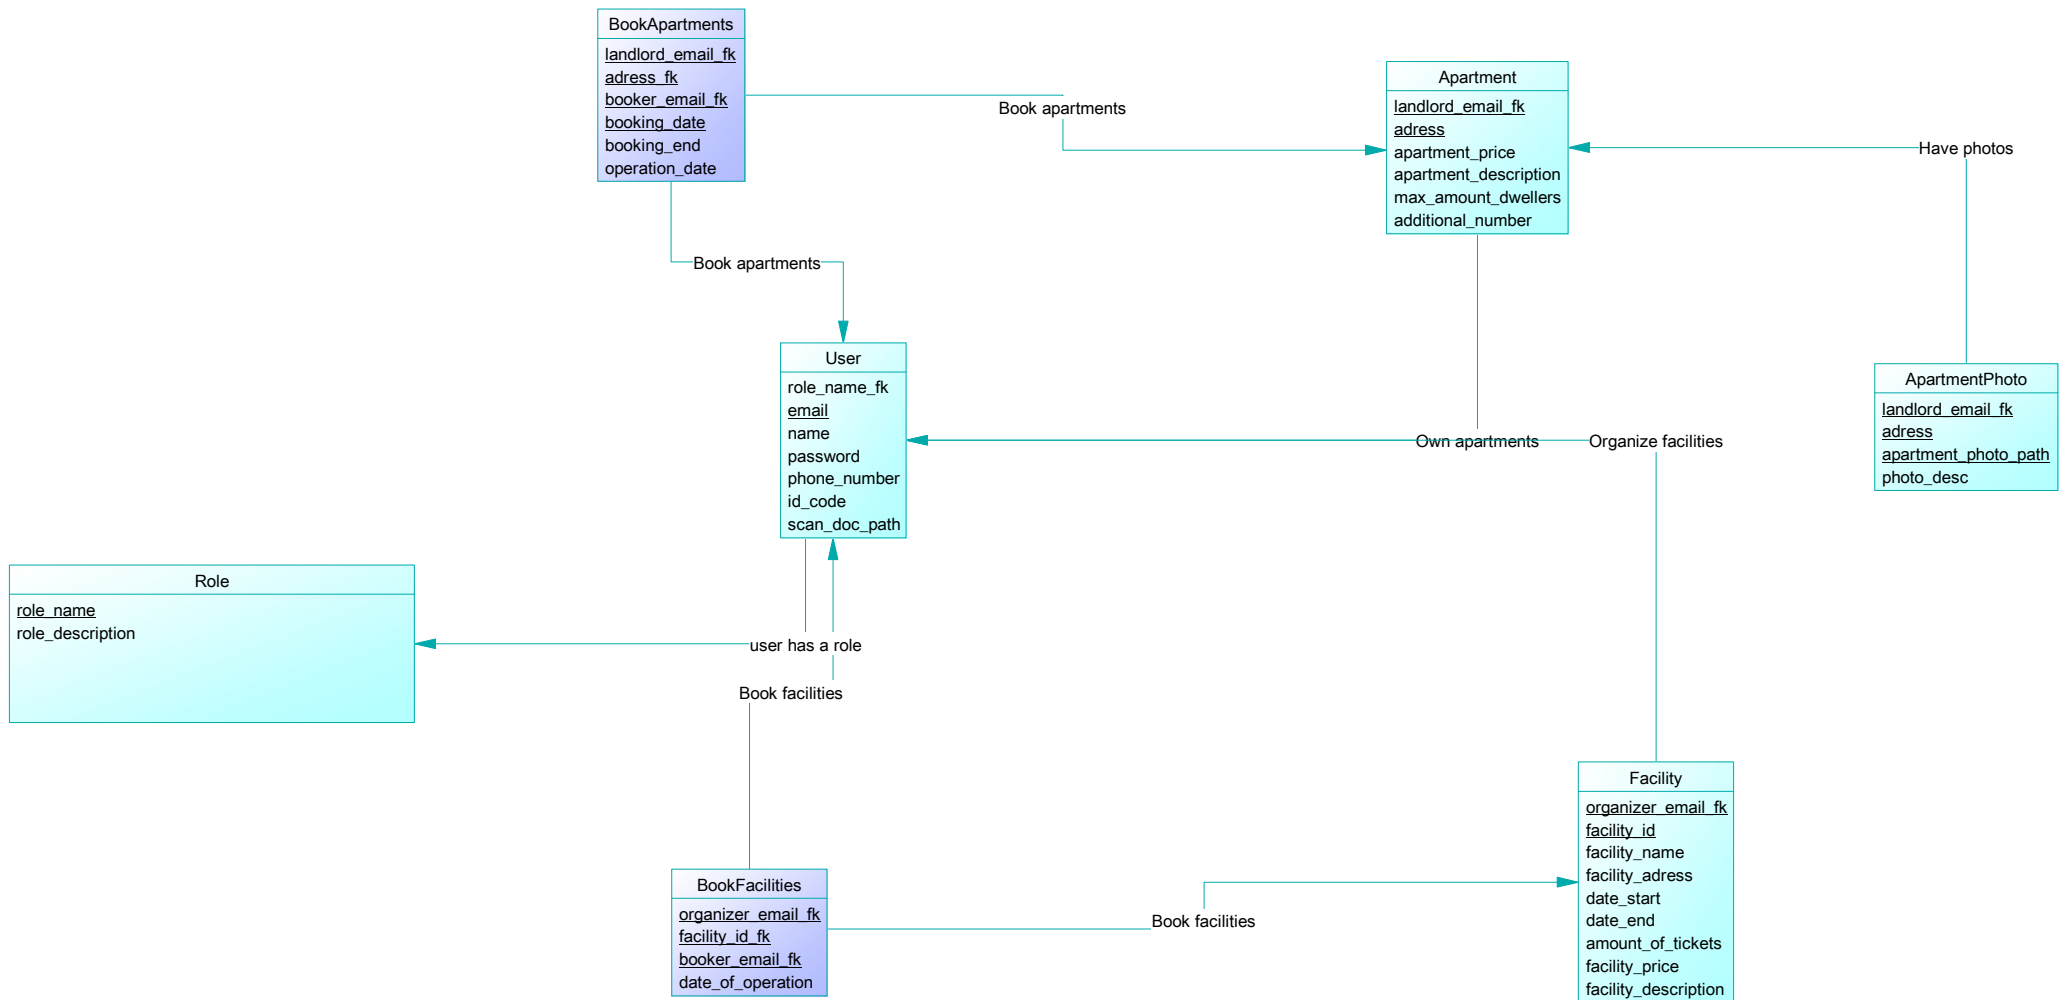 BookApartments
landlord_email_fk
adress_fk
booker_email_fk
booking_date
booking_end
operation_date
Book apartments
Apartment
landlord_email_fk
adress
apartment_price
apartment_description
max_amount_dwellers
additional_number
Have photos
Book apartments
User
role_name_fk
email
name
password
phone_number
id_code
scan_doc_path
Own apartments
Organize facilities
ApartmentPhoto
landlord_email_fk
adress
apartment_photo_path
photo_desc
Role
role_name
role_description
user has a role
Book facilities
BookFacilities
organizer_email_fk
facility_id_fk
booker_email_fk
date_of_operation
Book facilities
Facility
organizer_email_fk
facility_id
facility_name
facility_adress
date_start
date_end
amount_of_tickets
facility_price
facility_description